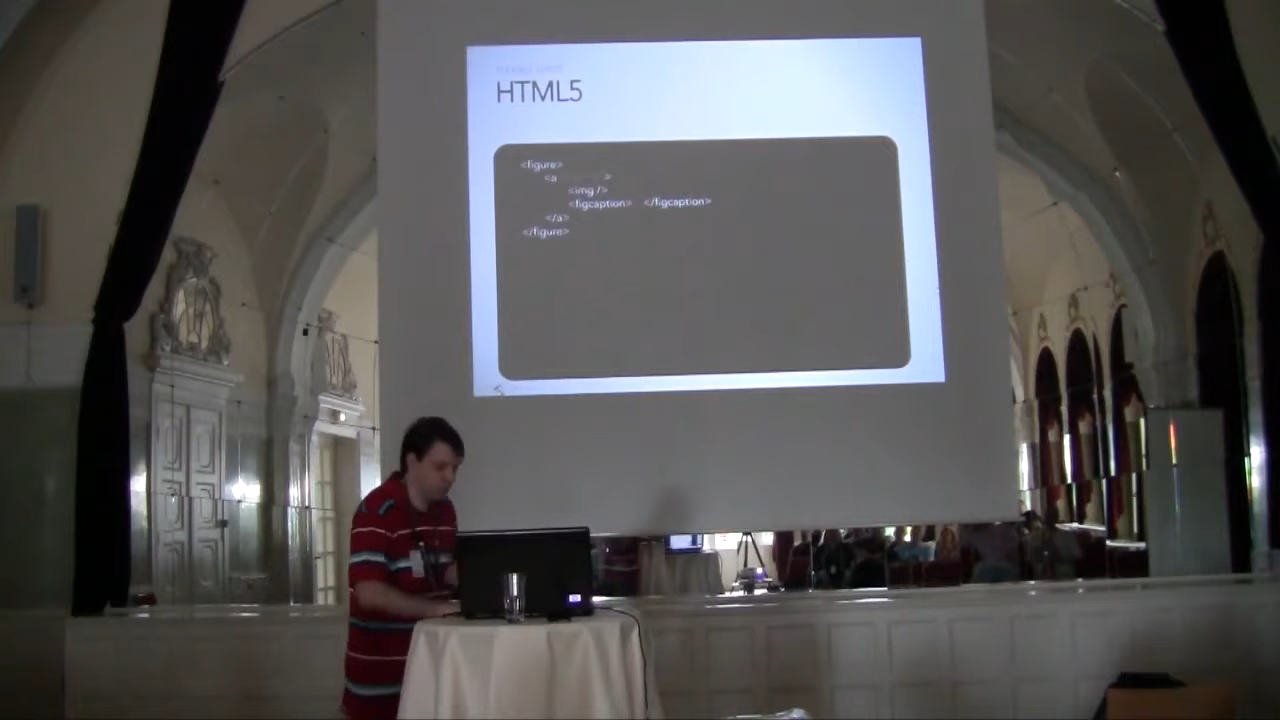 HTML5
<figure>
<a >
<img />
<figcaption> </figcaption>
</a>
</figure>